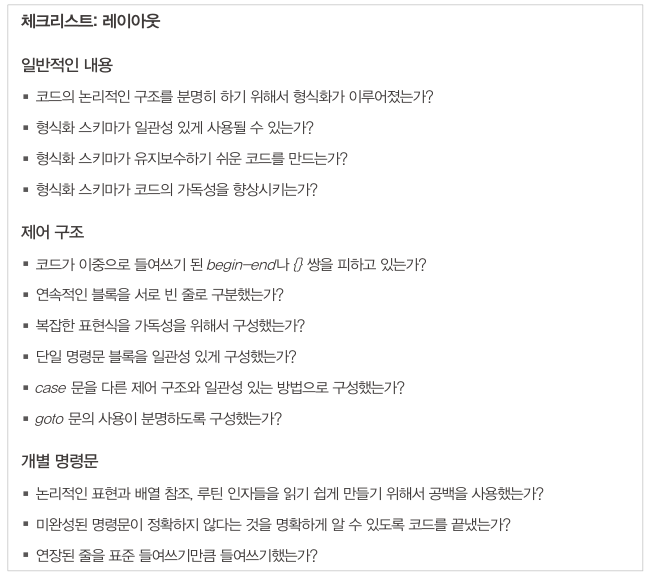 체크리스트: 레이아웃
일반적인 내용
▪ 코드의 논리적인 구조를 분명히 하기 위해서 형식화가 이루어졌는가?
▪ 형식화 스키마가 일관성 있게 사용될 수 있는가?
▪ 형식화 스키마가 유지보수하기 쉬운 코드를 만드는가?
▪ 형식화 스키마가 코드의 가독성을 향상시키는가?
제어 구조
▪ 코드가 이중으로 들여쓰기 된 begin–end나 {} 쌍을 피하고 있는가?
▪ 연속적인 블록을 서로 빈 줄로 구분했는가?
▪ 복잡한 표현식을 가독성을 위해서 구성했는가?
▪ 단일 명령문 블록을 일관성 있게 구성했는가?
▪ case 문을 다른 제어 구조와 일관성 있는 방법으로 구성했는가?
▪ goto 문의 사용이 분명하도록 구성했는가?
개별 명령문
▪ 논리적인 표현과 배열 참조, 루틴 인자들을 읽기 쉽게 만들기 위해서 공백을 사용했는가?
▪ 미완성된 명령문이 정확하지 않다는 것을 명확하게 알 수 있도록 코드를 끝냈는가?
▪ 연장된 줄을 표준 들여쓰기만큼 들여쓰기했는가?